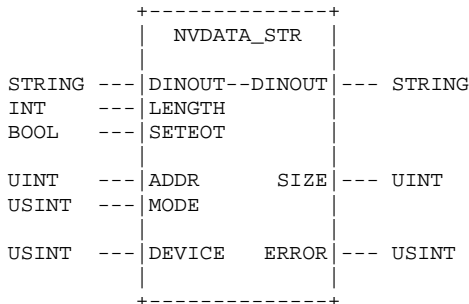 +--------------+
| NVDATA_STR |
| |
STRING ---|DINOUT--DINOUT|--- STRING
INT ---|LENGTH |
BOOL ---|SETEOT |
| |
UINT ---|ADDR SIZE|--- UINT
USINT ---|MODE |
| |
USINT ---|DEVICE ERROR|--- USINT
| |
+--------------+